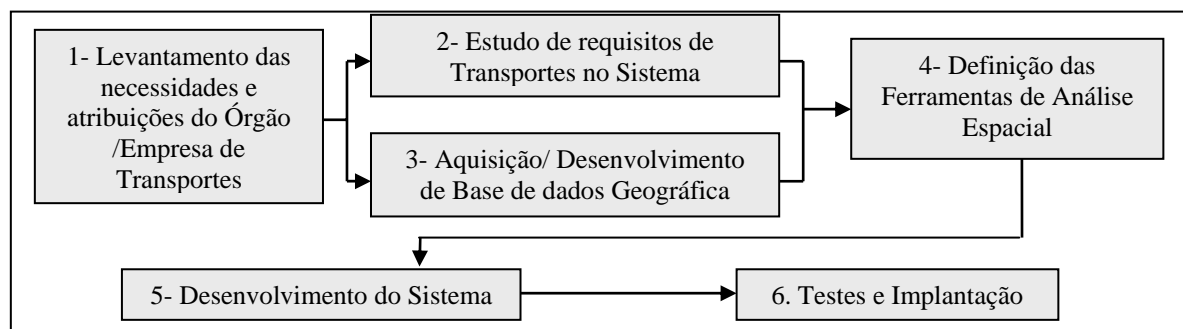 1- Levantamento das
necessidades e
atribuições do Órgão
/Empresa de
Transportes
2- Estudo de requisitos de
Transportes no Sistema
3- Aquisição/ Desenvolvimento
de Base de dados Geográfica
4- Definição das
Ferramentas de Análise
Espacial
5- Desenvolvimento do Sistema
6. Testes e Implantação